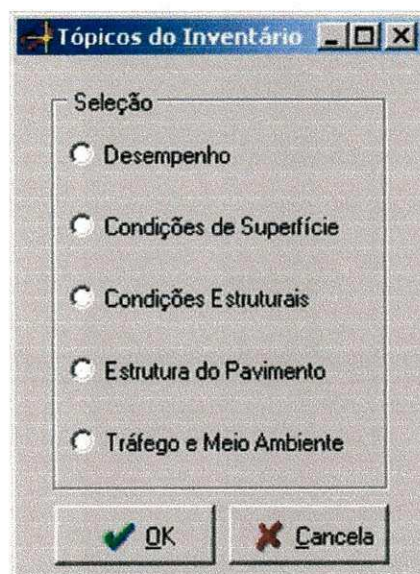 Tópicos do Inventário
Seleção
Desempenho
Condições de Superfície
Condições Estruturais
Estrutura do Pavimento
Tráfego e Meio Ambiente
OK
Cancela